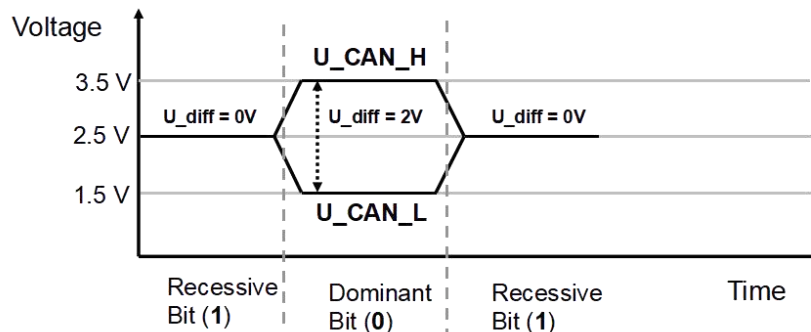 Voltage
U_CAN_H
3.5 V
U_diff = 0V
U_diff = 2V
U_diff = 0V
2.5 V
1.5 V
U_CAN_L
Recessive
Bit (1)
Dominant
Bit (0)
Recessive
Bit (1)
Time